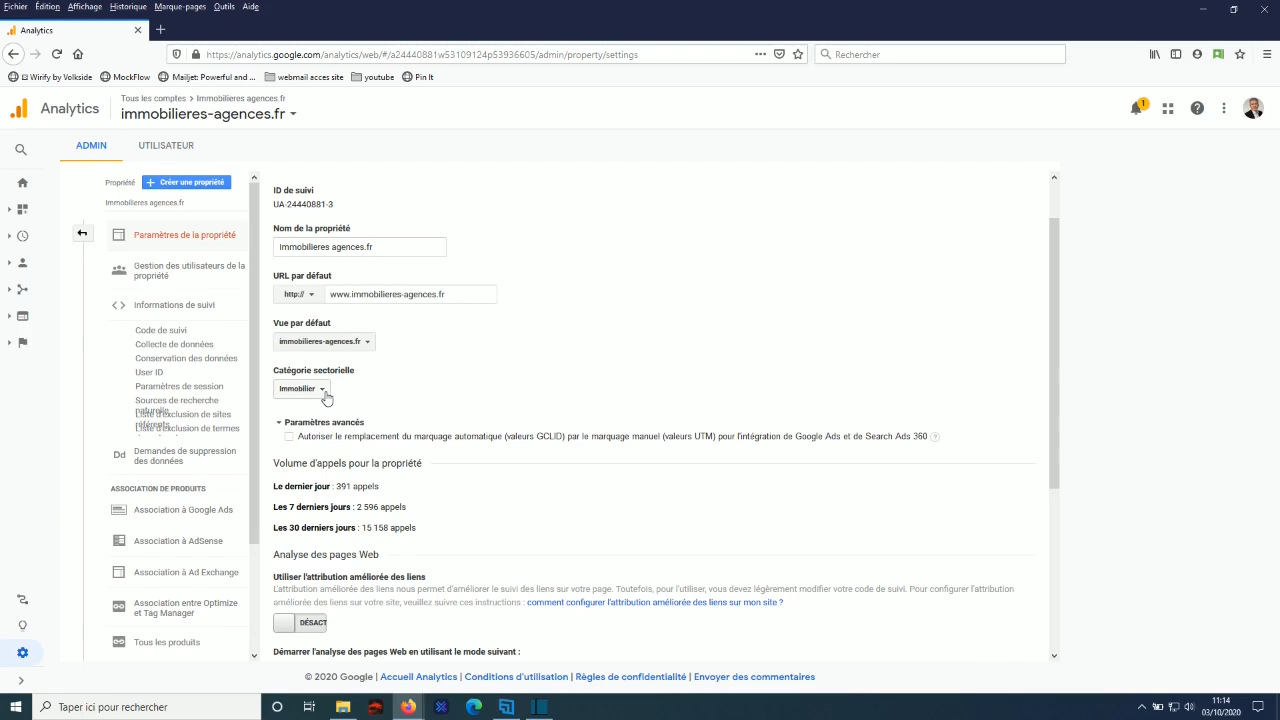 Fichier Édition Affichage Historique Marque-pages Outils Aide
Analytics
https://analytics.google.com/analytics/web/#/a24440881w53109124p53936605/admin/property/settings
Rechercher
Wirify by Volkside MockFlow Mailjet: Powerful and ... webmail acces site youtube Pin It
Analytics
Tous les comptes > Immobilieres agences.fr
immobilieres-agences.fr
1
ADMIN UTILISATEUR
Propriété + Créer une propriété
Immobilieres agences.fr
Paramètres de la propriété
Gestion des utilisateurs de la
propriété
Informations de suivi
Code de suivi
Collecte de données
Conservation des données
User ID
Paramètres de session
Sources de recherche
naturelle
Liste d'exclusion de sites
référents
Liste d'exclusion de termes
Dd Demandes de suppression
des données
ASSOCIATION DE PRODUITS
Association à Google Ads
Association à AdSense
Association à Ad Exchange
Association entre Optimize
et Tag Manager
Tous les produits
ID de suivi
UA-24440881-3
Nom de la propriété
Immobilieres agences.fr
URL par défaut
http:// www.immobilieres-agences.fr
Vue par défaut
immobilieres-agences.fr
Catégorie sectorielle
Immobilier
Paramètres avancés
Autoriser le remplacement du marquage automatique (valeurs GCLID) par le marquage manuel (valeurs UTM) pour l'intégration de Google Ads et de Search Ads 360 ?
Volume d'appels pour la propriété
Le dernier jour : 391 appels
Les 7 derniers jours : 2 596 appels
Les 30 derniers jours : 15 158 appels
Analyse des pages Web
Utiliser l'attribution améliorée des liens
L'attribution améliorée des liens nous permet d'améliorer le suivi des liens sur votre page. Toutefois, pour l'utiliser, vous devez légèrement modifier votre code de suivi. Pour configurer l'attribution
améliorée des liens sur votre site, veuillez suivre ces instructions : comment configurer l'attribution améliorée des liens sur mon site ?
DÉSACT
Démarrer l'analyse des pages Web en utilisant le mode suivant :
© 2020 Google | Accueil Analytics | Conditions d'utilisation | Règles de confidentialité | Envoyer des commentaires
Taper ici pour rechercher
11:14
03/10/2020